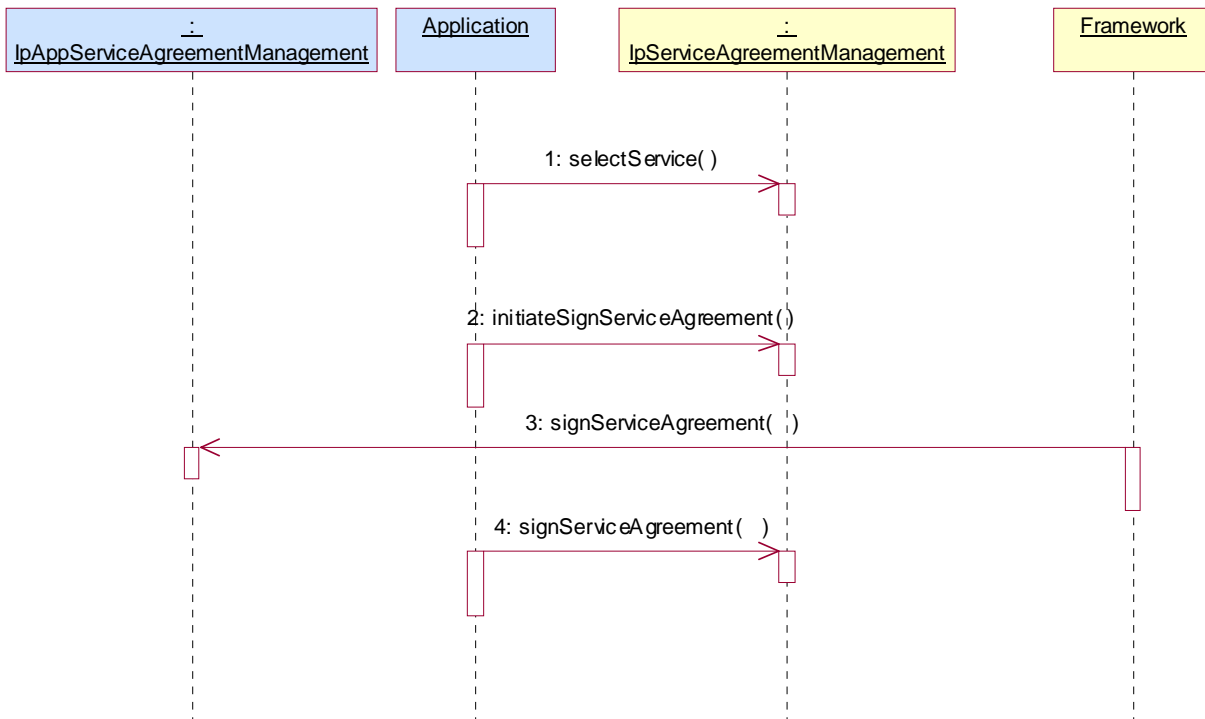 :
IpAppServiceAgreementManagement
Application
:
IpServiceAgreementManagement
Framework
1: selectService( )
2: initiateSignServiceAgreement( )
3: signServiceAgreement( )
4: signServiceAgreement( )